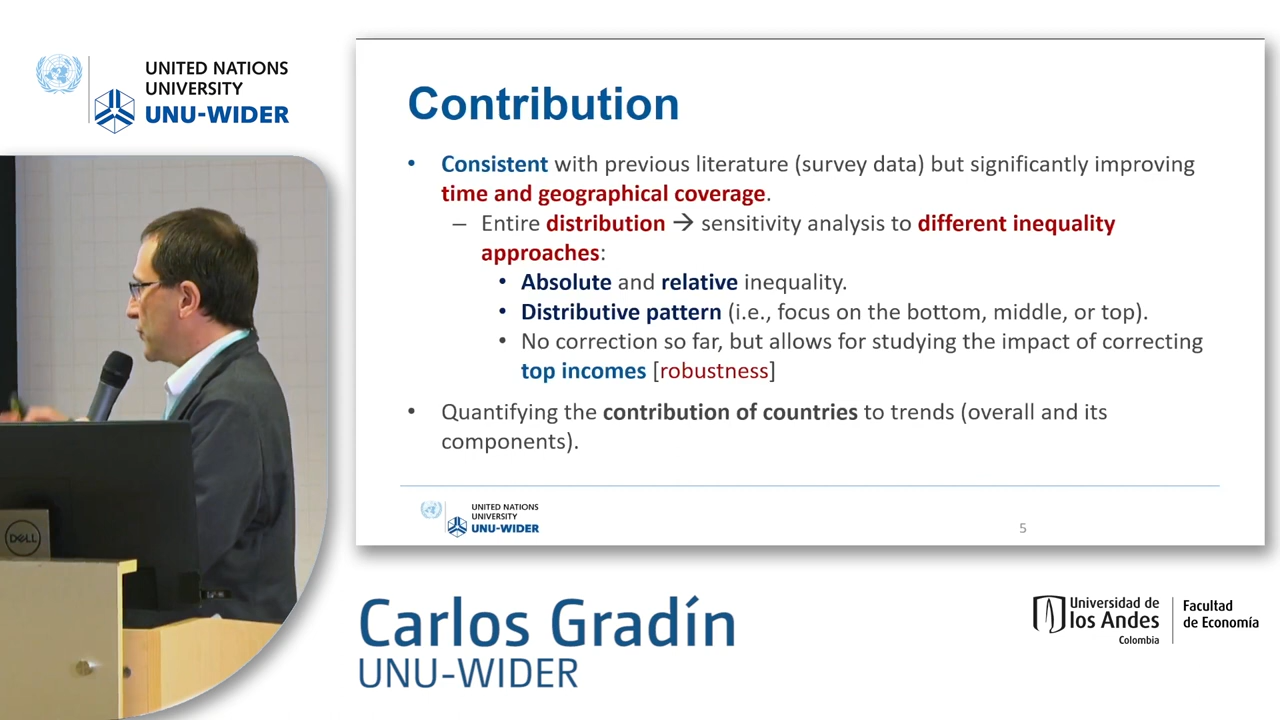 UNITED NATIONS
UNIVERSITY
UNU-WIDER
Contribution
• Consistent with previous literature (survey data) but significantly improving
time and geographical coverage.
– Entire distribution → sensitivity analysis to different inequality
approaches:
• Absolute and relative inequality.
• Distributive pattern (i.e., focus on the bottom, middle, or top).
• No correction so far, but allows for studying the impact of correcting
top incomes [robustness]
• Quantifying the contribution of countries to trends (overall and its
components).
UNITED NATIONS
UNIVERSITY
UNU-WIDER
5
DELL
Carlos Gradín
UNU-WIDER
Universidad de
los Andes
Colombia
Facultad
de Economía